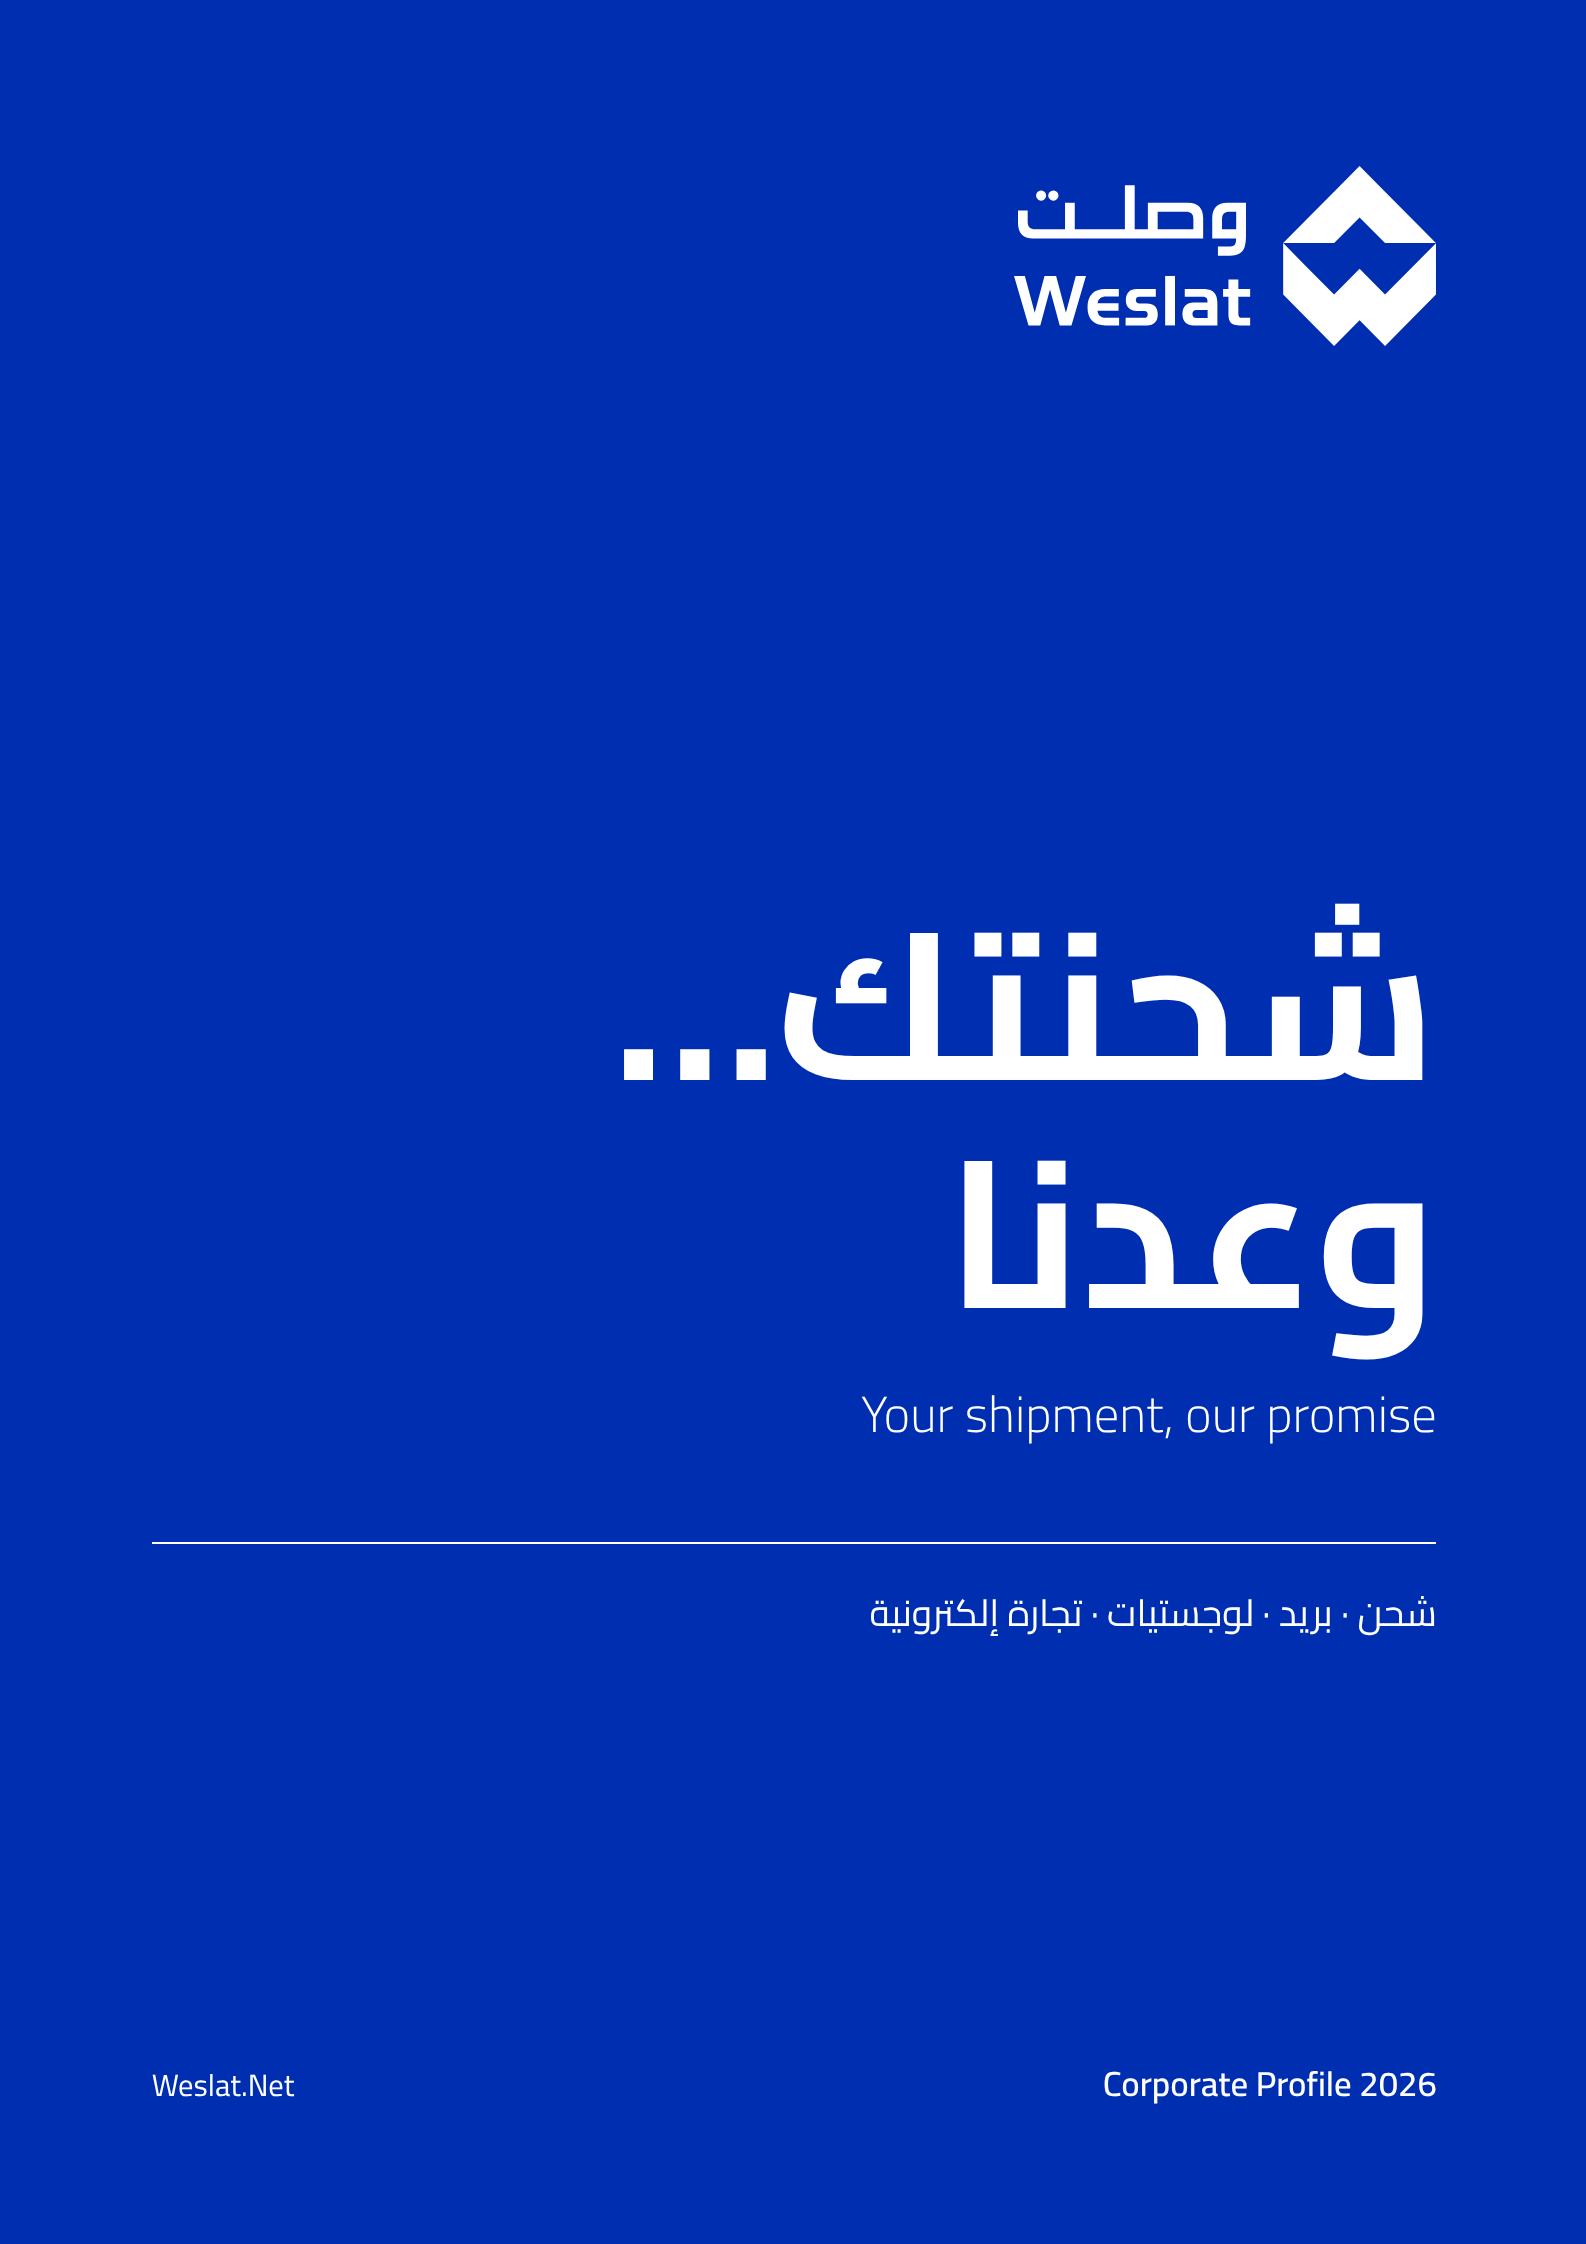 وصلت
Weslat
شحنتك...
وعدنا
Your shipment, our promise
شحن · بريد · لوجستيات · تجارة إلكترونية
Corporate Profile 2026
Weslat.Net